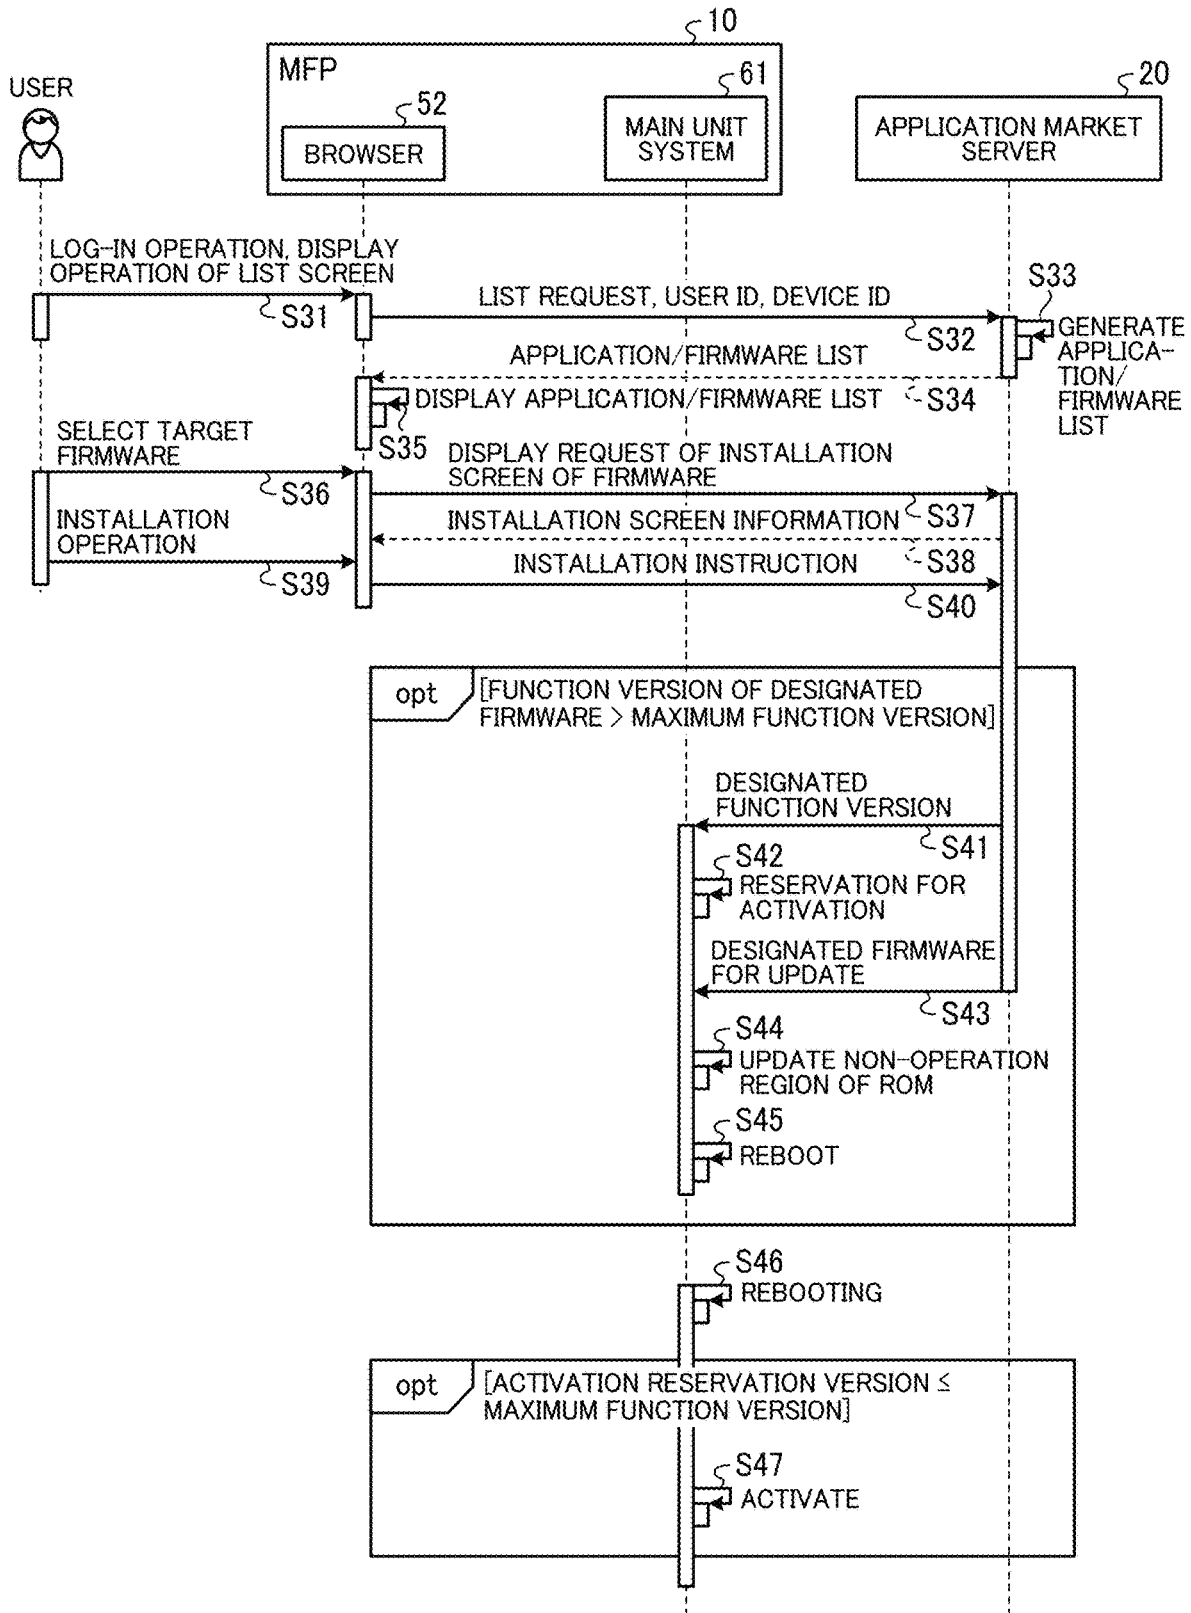 10
MFP
61
20
USER
52
BROWSER
MAIN UNIT
SYSTEM
APPLICATION MARKET
SERVER
LOG-IN OPERATION, DISPLAY
OPERATION OF LIST SCREEN
S31
LIST REQUEST, USER ID, DEVICE ID
S32
S33
GENERATE
APPLICA-
TION/
FIRMWARE
LIST
APPLICATION/FIRMWARE LIST
S34
DISPLAY APPLICATION/FIRMWARE LIST
S35
SELECT TARGET
FIRMWARE
S36
DISPLAY REQUEST OF INSTALLATION
SCREEN OF FIRMWARE
S37
INSTALLATION SCREEN INFORMATION
S38
INSTALLATION
OPERATION
S39
INSTALLATION INSTRUCTION
S40
opt
[FUNCTION VERSION OF DESIGNATED
FIRMWARE > MAXIMUM FUNCTION VERSION]
DESIGNATED
FUNCTION VERSION
S41
S42
RESERVATION FOR
ACTIVATION
DESIGNATED FIRMWARE
FOR UPDATE
S43
S44
UPDATE NON-OPERATION
REGION OF ROM
S45
REBOOT
S46
REBOOTING
opt
[ACTIVATION RESERVATION VERSION ≤
MAXIMUM FUNCTION VERSION]
S47
ACTIVATE